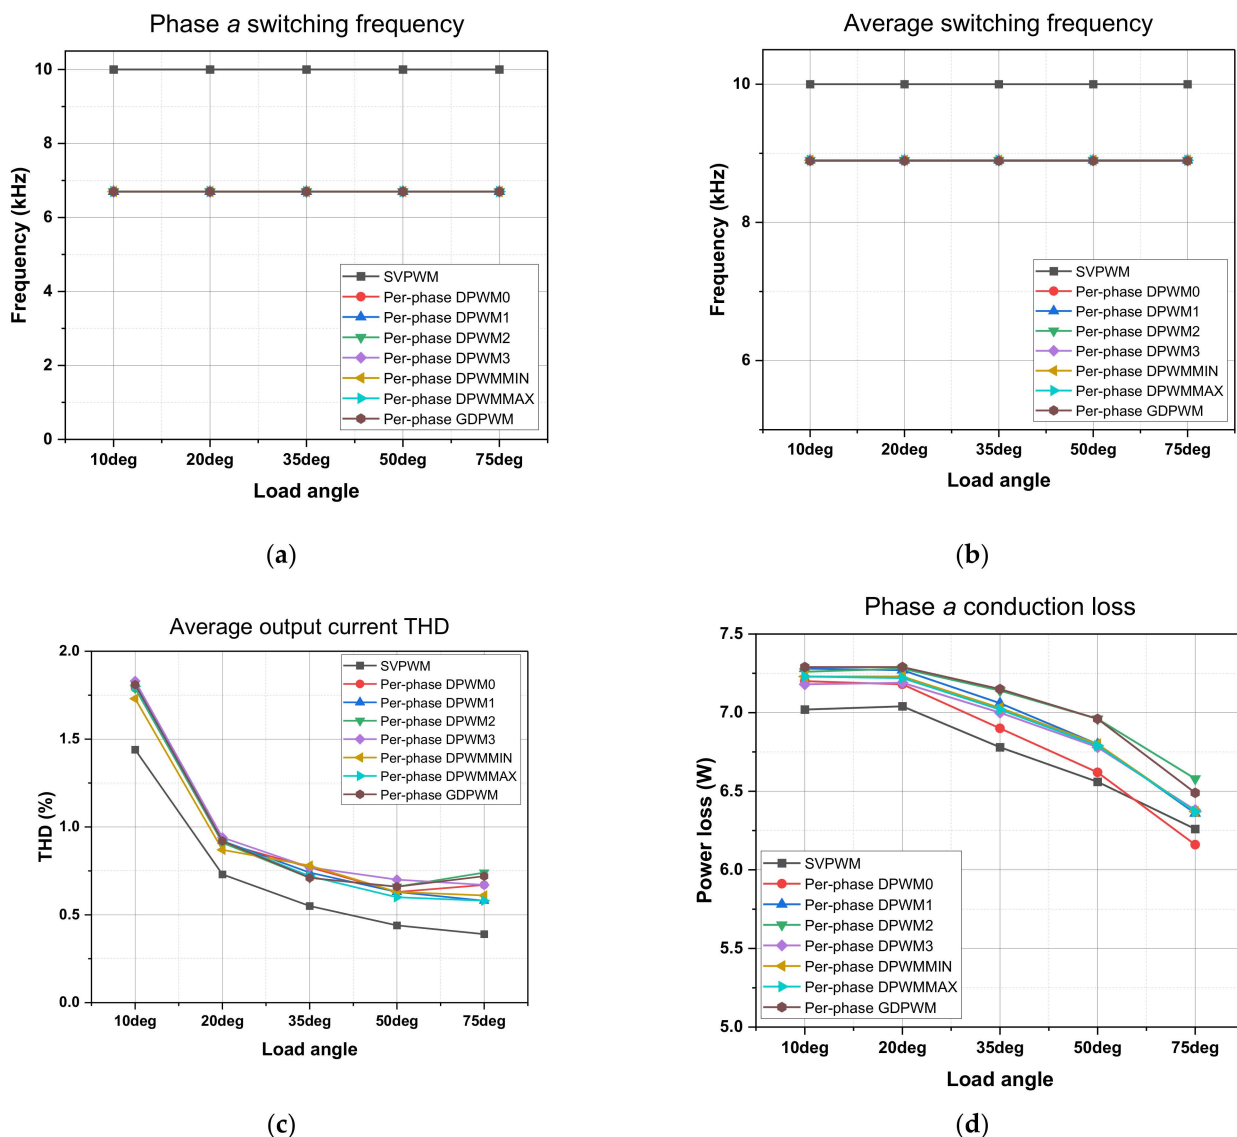 Phase a switching frequency
10
8
6
4
2
0
Frequency (kHz)
SVPWM
Per-phase DPWM0
Per-phase DPWM1
Per-phase DPWM2
Per-phase DPWM3
Per-phase DPWMMIN
Per-phase DPWMMAX
Per-phase GDPWM
10deg 20deg 35deg 50deg 75deg
Load angle
(a)
Average switching frequency
10
8
6
Frequency (kHz)
SVPWM
Per-phase DPWM0
Per-phase DPWM1
Per-phase DPWM2
Per-phase DPWM3
Per-phase DPWMMIN
Per-phase DPWMMAX
Per-phase GDPWM
10deg 20deg 35deg 50deg 75deg
Load angle
(b)
Average output current THD
2.0
1.5
1.0
0.5
0.0
THD (%)
SVPWM
Per-phase DPWM0
Per-phase DPWM1
Per-phase DPWM2
Per-phase DPWM3
Per-phase DPWMMIN
Per-phase DPWMMAX
Per-phase GDPWM
10deg 20deg 35deg 50deg 75deg
Load angle
(c)
Phase a conduction loss
7.5
7.0
6.5
6.0
5.5
5.0
Power loss (W)
SVPWM
Per-phase DPWM0
Per-phase DPWM1
Per-phase DPWM2
Per-phase DPWM3
Per-phase DPWMMIN
Per-phase DPWMMAX
Per-phase GDPWM
10deg 20deg 35deg 50deg 75deg
Load angle
(d)